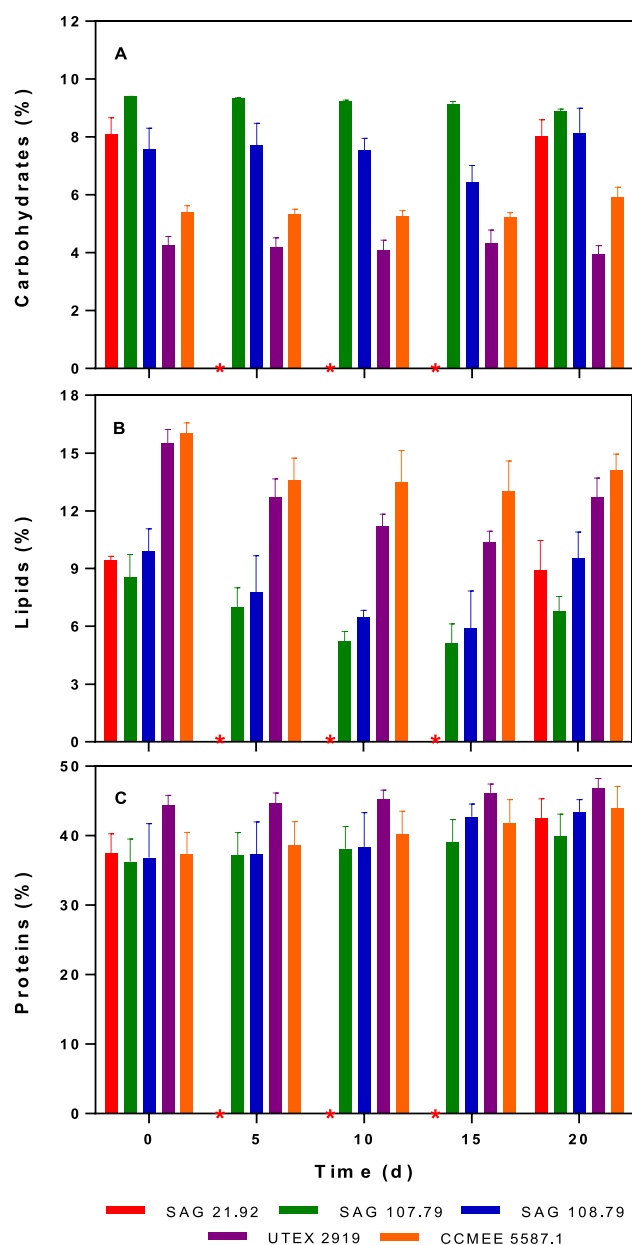 12
A
10
8
6
4
2
0
Carbohydrates (%)
* * *
18
B
15
12
9
6
3
0
Lipids (%)
* * *
50
C
40
30
20
10
0
Proteins (%)
* * *
0 5 10 15 20
Time (d)
SAG 21.92 SAG 107.79 SAG 108.79
UTEX 2919 CCMEE 5587.1